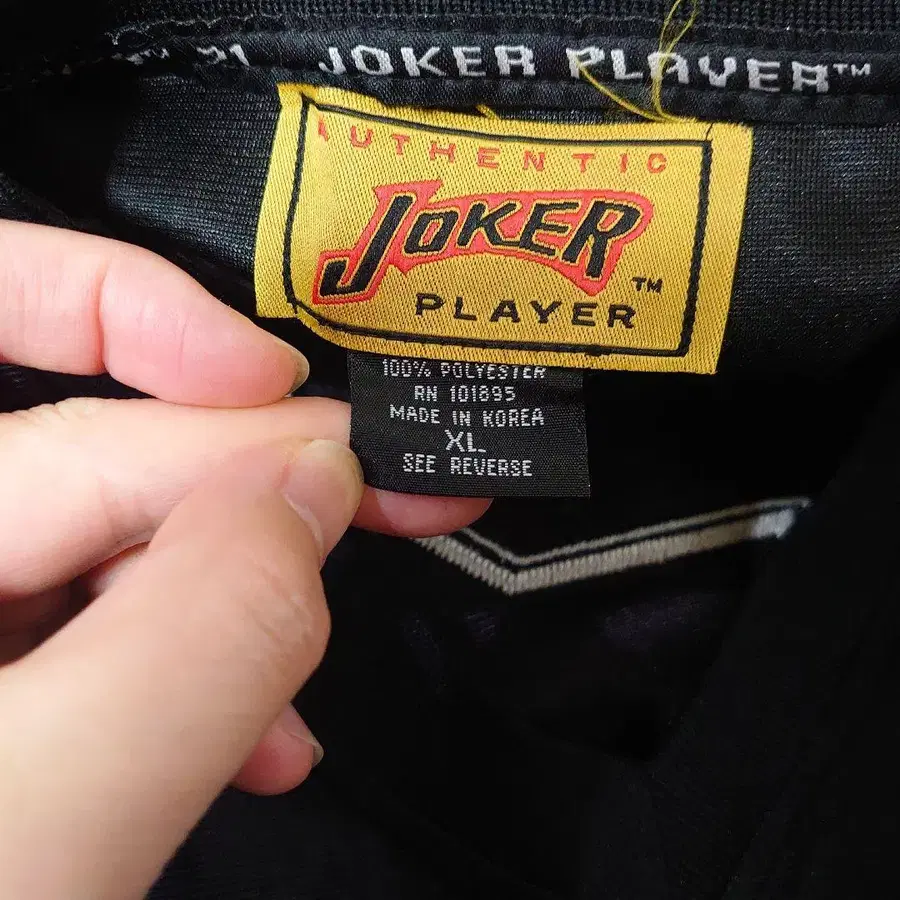 JOKER PLAYER™
AUTHENTIC
JOKER
PLAYER™
100% POLYESTER
RN 101895
MADE IN KOREA
XL
SEE REVERSE